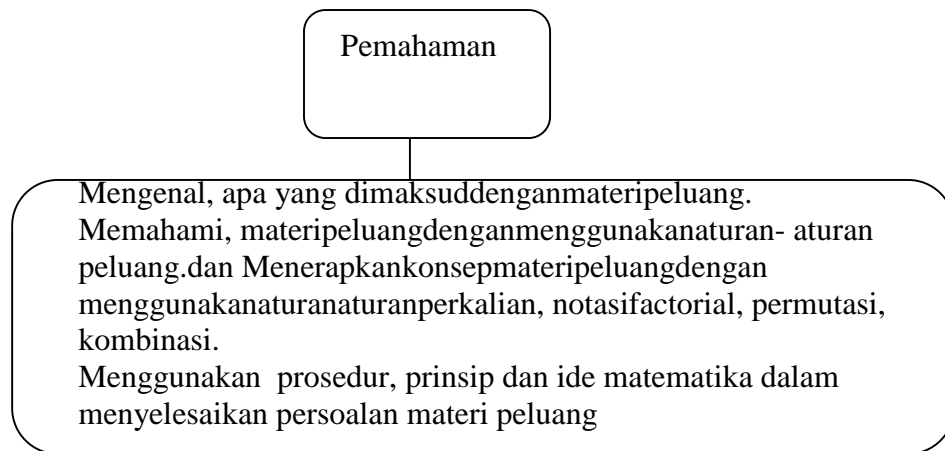 Pemahaman
Mengenal, apa yang dimaksuddenganmateripeluang.
Memahami, materipeluangdenganmenggunakanaturan- aturan
peluang.dan Menerapkankonsepmateripeluangdengan
menggunakanaturanaturanperkalian, notasifactorial, permutasi,
kombinasi.
Menggunakan prosedur, prinsip dan ide matematika dalam
menyelesaikan persoalan materi peluang